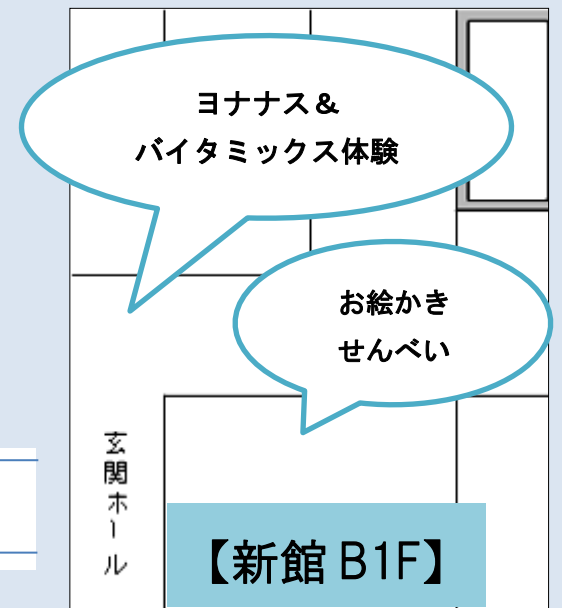 ヨナナス＆
バイタミックス体験
お絵かき
せんべい
玄関ホール
【新館 B1F】